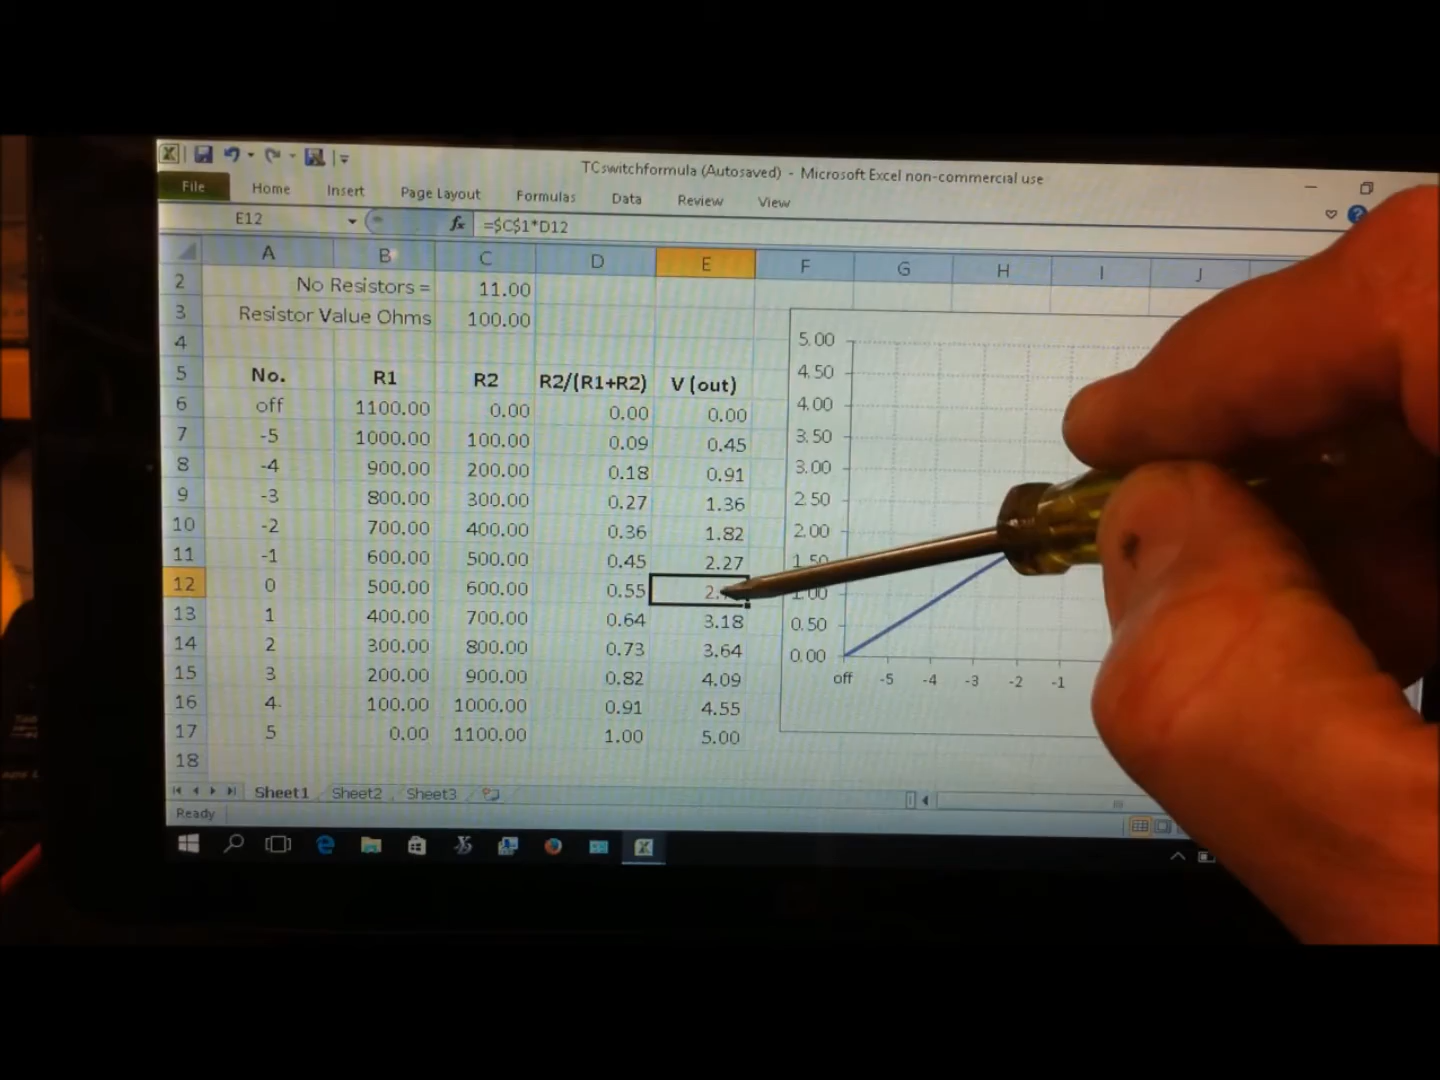 TCswitchformula (Autosaved) - Microsoft Excel non-commercial use
File Home Insert Page Layout Formulas Data Review View
E12 fx =$C$1*D12
A B C D E F G H I J
2 No Resistors = 11.00
3 Resistor Value Ohms 100.00
4
5 No. R1 R2 R2/(R1+R2) V (out)
6 off 1100.00 0.00 0.00 0.00
7 -5 1000.00 100.00 0.09 0.45
8 -4 900.00 200.00 0.18 0.91
9 -3 800.00 300.00 0.27 1.36
10 -2 700.00 400.00 0.36 1.82
11 -1 600.00 500.00 0.45 2.27
12 0 500.00 600.00 0.55
13 1 400.00 700.00 0.64 3.18
14 2 300.00 800.00 0.73 3.64
15 3 200.00 900.00 0.82 4.09
16 4 100.00 1000.00 0.91 4.55
17 5 0.00 1100.00 1.00 5.00
18
5.00
4.50
4.00
3.50
3.00
2.50
2.00
1.50
1.00
0.50
0.00
off -5 -4 -3 -2 -1
Sheet1 Sheet2 Sheet3
Ready